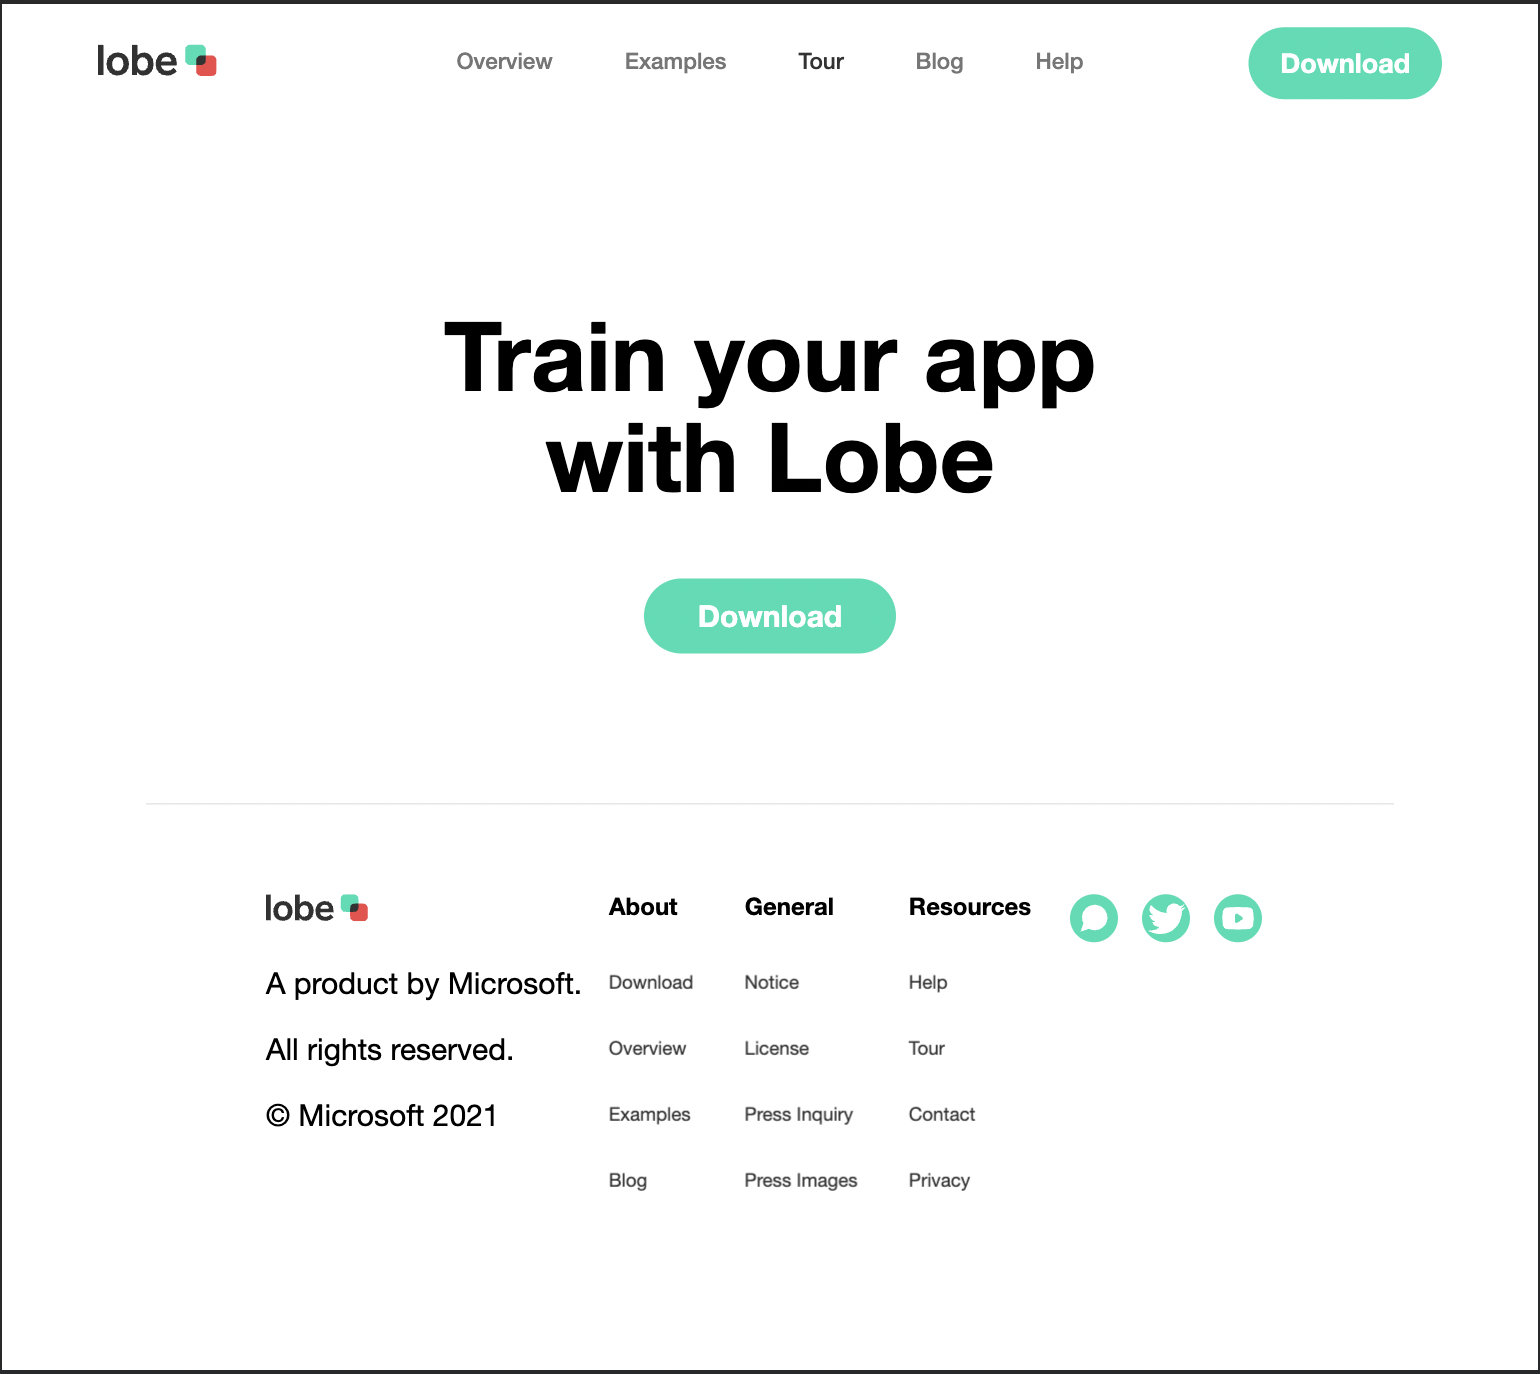 lobe
Overview Examples Tour Blog Help Download
Train your app
with Lobe
Download
lobe
A product by Microsoft.
All rights reserved.
© Microsoft 2021
About
Download
Overview
Examples
Blog
General
Notice
License
Press Inquiry
Press Images
Resources
Help
Tour
Contact
Privacy